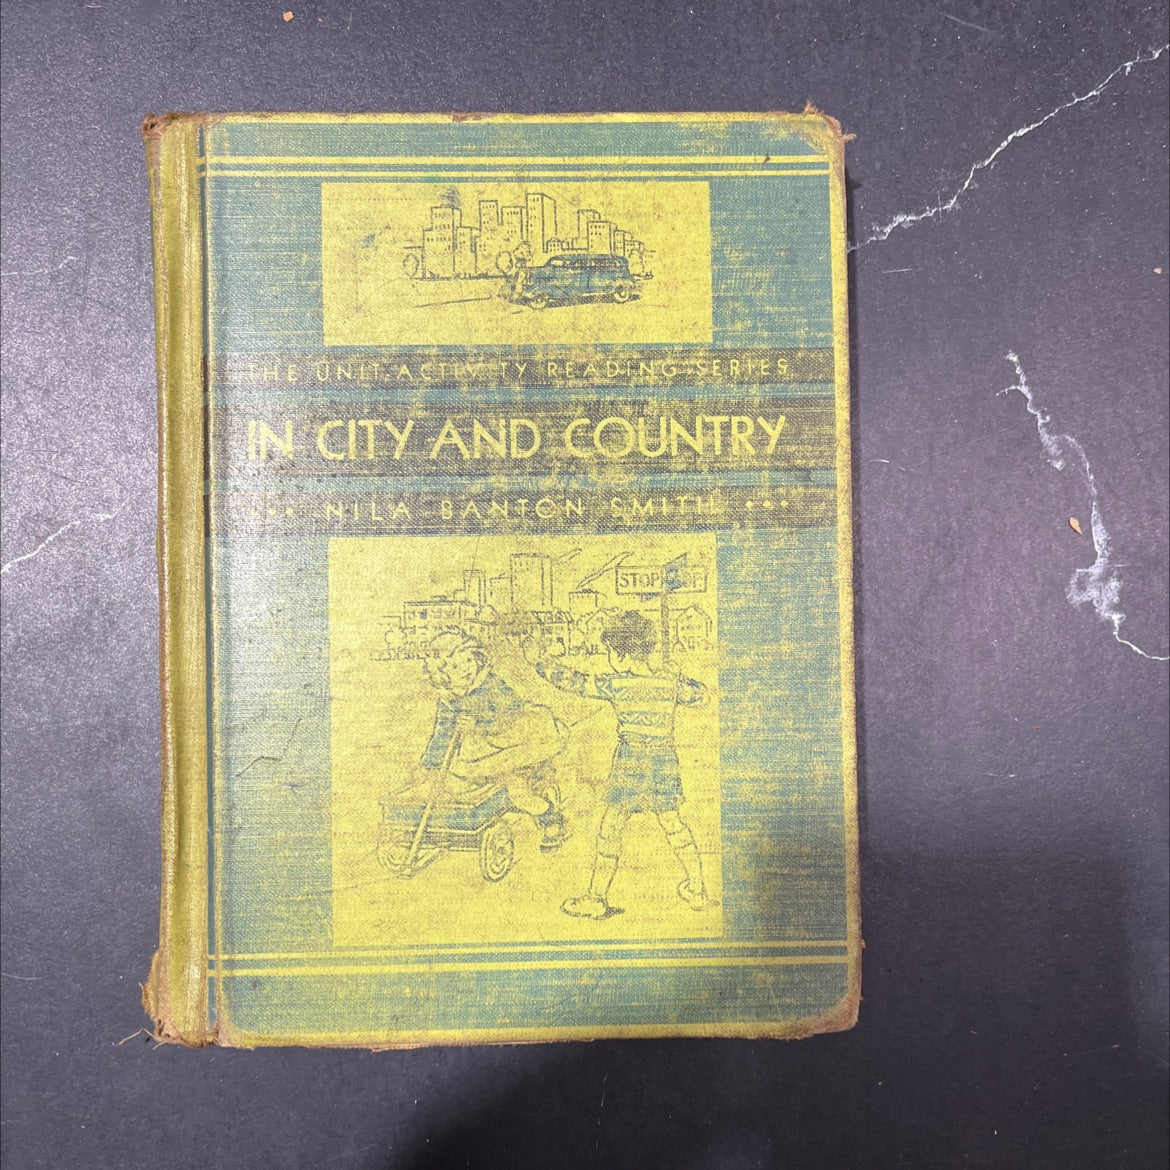 THE UNIT-ACTIVITY READING SERIES
IN CITY AND COUNTRY
••• NILA BANTON SMITH •••
STOP